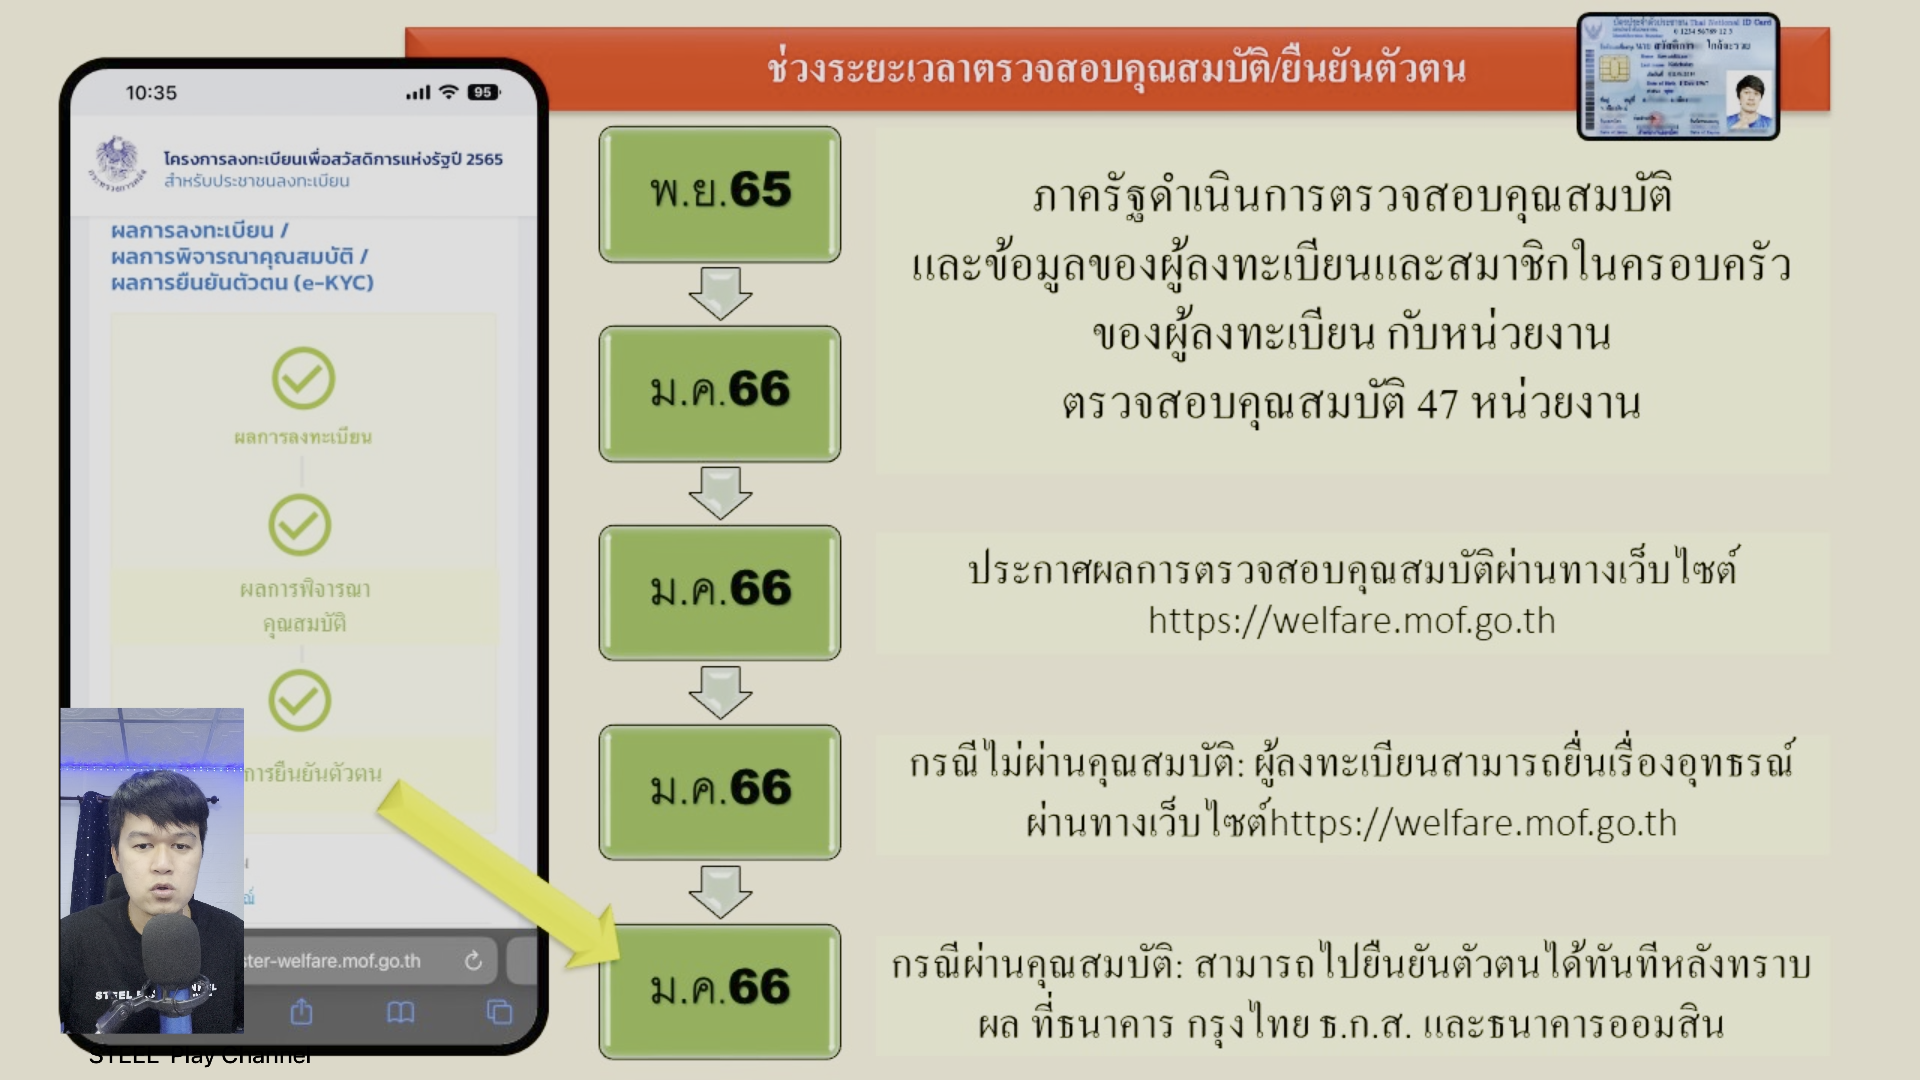 ช่วงระยะเวลาตรวจสอบคุณสมบัติ/ยืนยันตัวตน
บัตรประจำตัวประชาชน Thai National ID Card
10:35
95
โครงการลงทะเบียนเพื่อสวัสดิการแห่งรัฐปี 2565
สำหรับประชาชนลงทะเบียน
ผลการลงทะเบียน /
ผลการพิจารณาคุณสมบัติ /
ผลการยืนยันตัวตน (e-KYC)
ผลการลงทะเบียน
ผลการพิจารณา
คุณสมบัติ
การยืนยันตัวตน
ster-welfare.mof.go.th
STEEL Play Channel
พ.ย.65
ม.ค.66
ภาครัฐดำเนินการตรวจสอบคุณสมบัติ
และข้อมูลของผู้ลงทะเบียนและสมาชิกในครอบครัว
ของผู้ลงทะเบียน กับหน่วยงาน
ตรวจสอบคุณสมบัติ 47 หน่วยงาน
ม.ค.66
ประกาศผลการตรวจสอบคุณสมบัติผ่านทางเว็บไซต์
https://welfare.mof.go.th
ม.ค.66
กรณีไม่ผ่านคุณสมบัติ: ผู้ลงทะเบียนสามารถยื่นเรื่องอุทธรณ์
ผ่านทางเว็บไซต์https://welfare.mof.go.th
ม.ค.66
กรณีผ่านคุณสมบัติ: สามารถไปยืนยันตัวตนได้ทันทีหลังทราบ
ผล ที่ธนาคาร กรุงไทย ธ.ก.ส. และธนาคารออมสิน